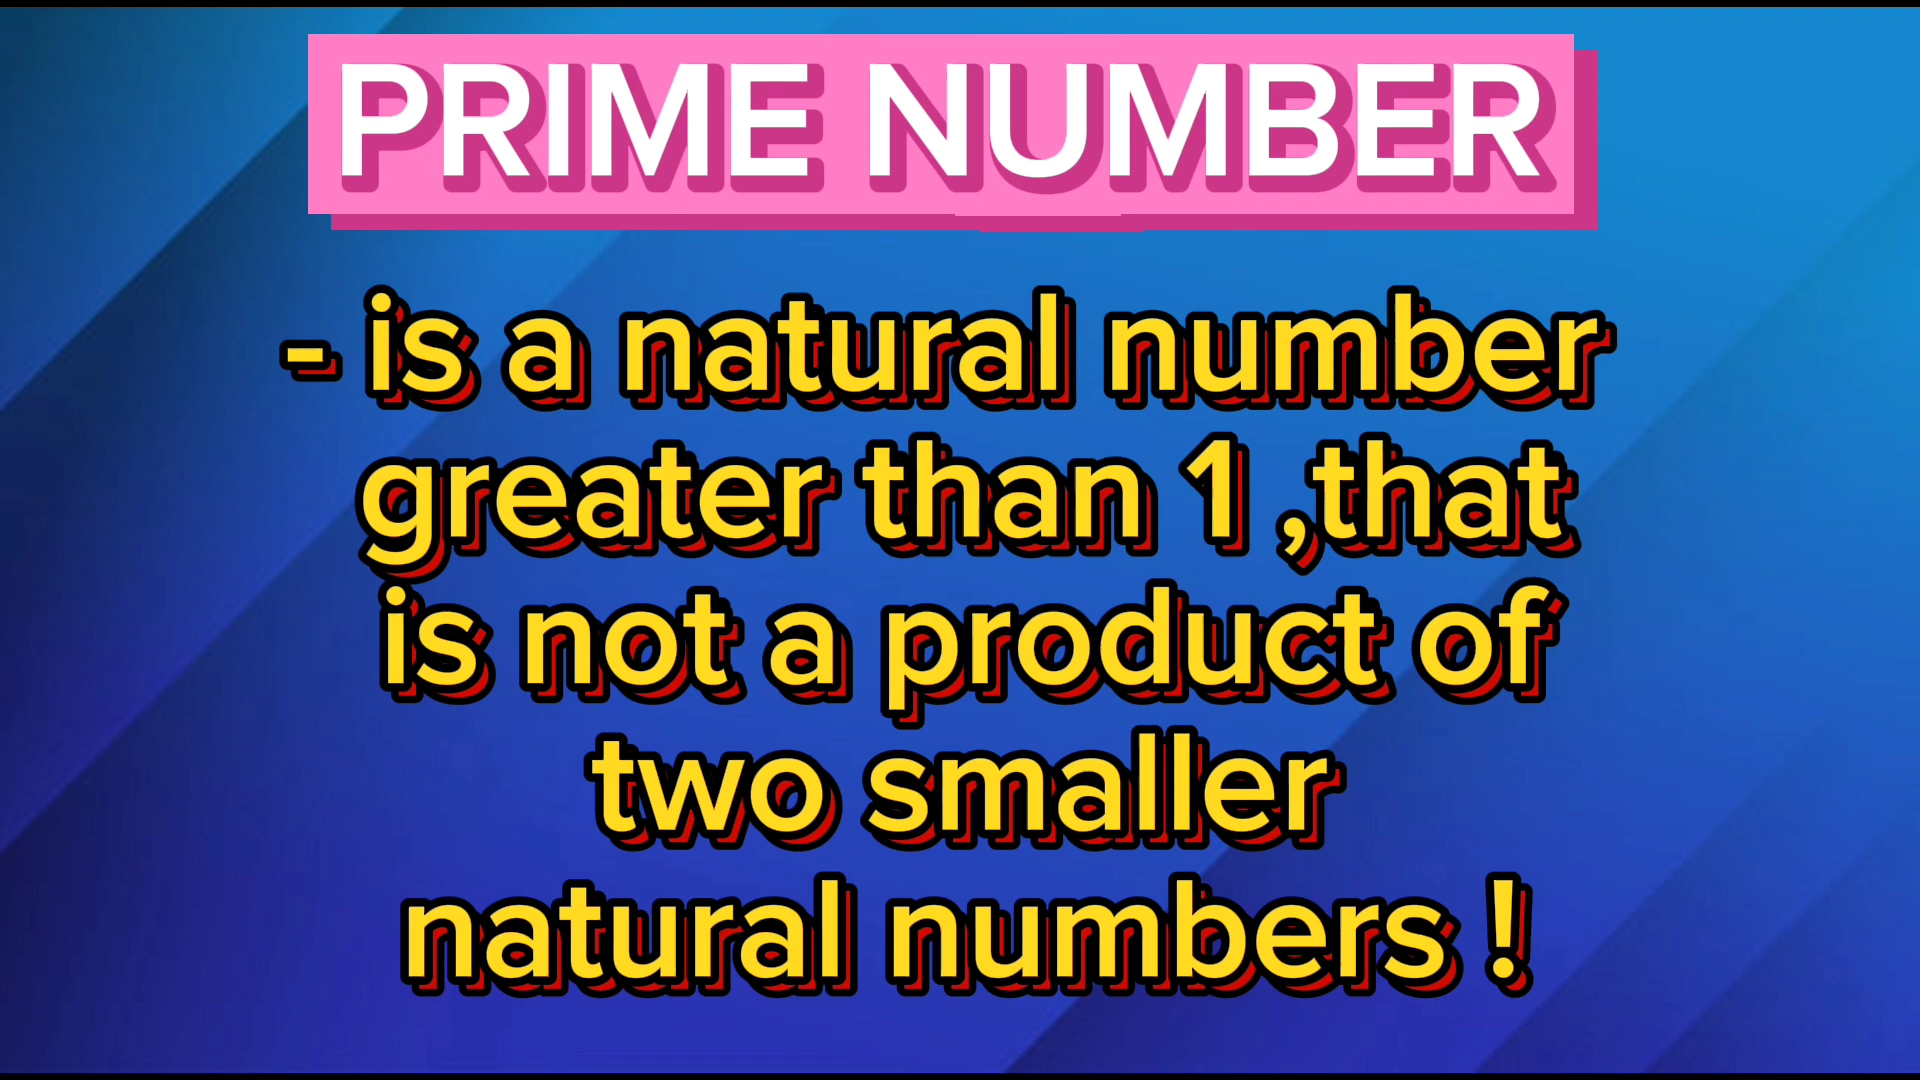 PRIME NUMBER
- is a natural number
greater than 1 ,that
is not a product of
two smaller
natural numbers !